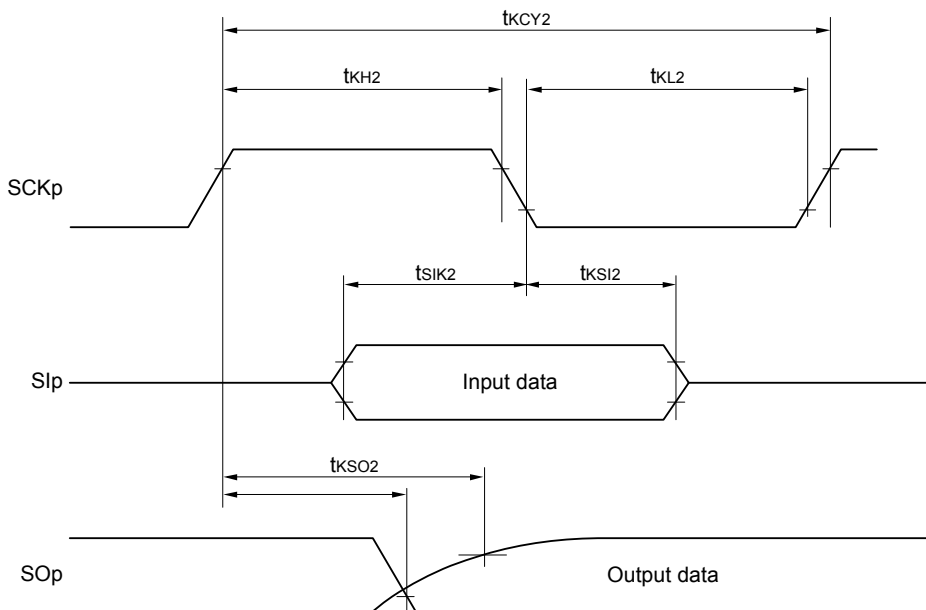 tKCY2
tKH2
tKL2
SCKp
tSIK2
tKSI2
SIp
Input data
tKSO2
SOp
Output data